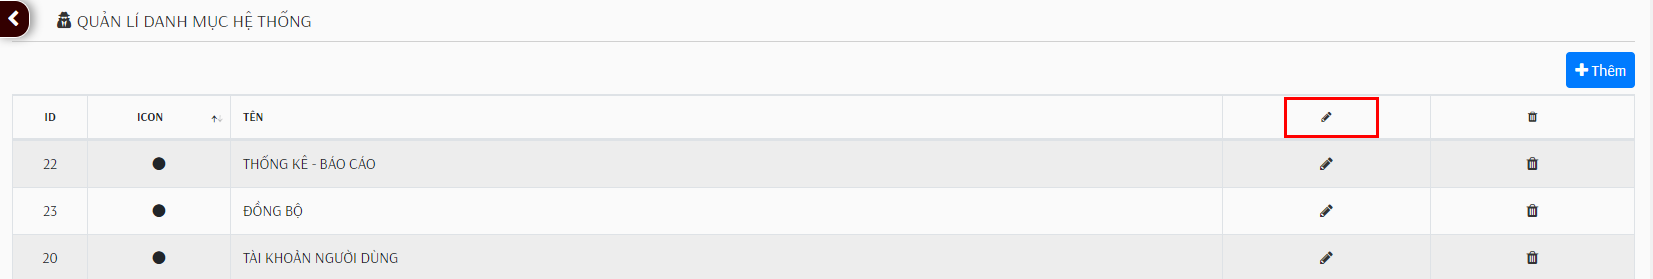 QUẢN LÍ DANH MỤC HỆ THỐNG
Thêm
ID ICON TÊN
22 THỐNG KÊ - BÁO CÁO
23 ĐỒNG BỘ
20 TÀI KHOẢN NGƯỜI DÙNG